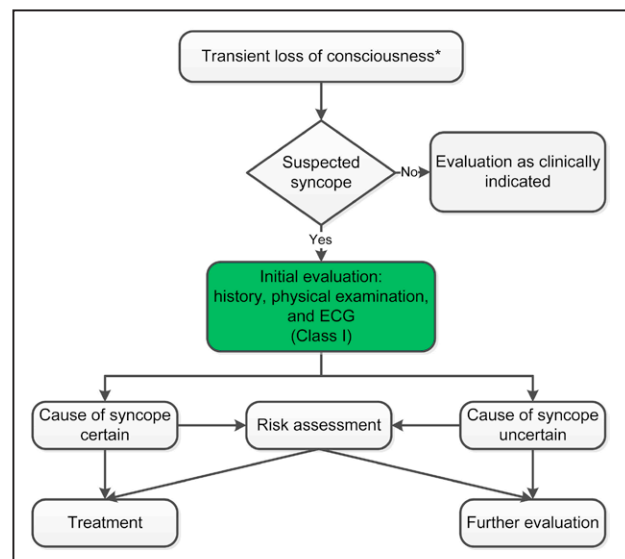 Transient loss of consciousness*
Suspected
syncope
No
Evaluation as clinically
indicated
Yes
Initial evaluation:
history, physical examination,
and ECG
(Class I)
Cause of syncope
certain
Risk assessment
Cause of syncope
uncertain
Treatment
Further evaluation